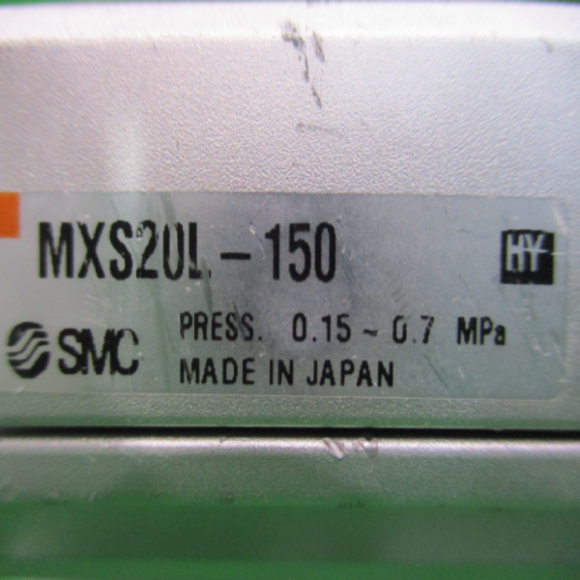 MXS20L-150 HY
PRESS. 0.15 ~ 0.7 MPa
SMC
MADE IN JAPAN